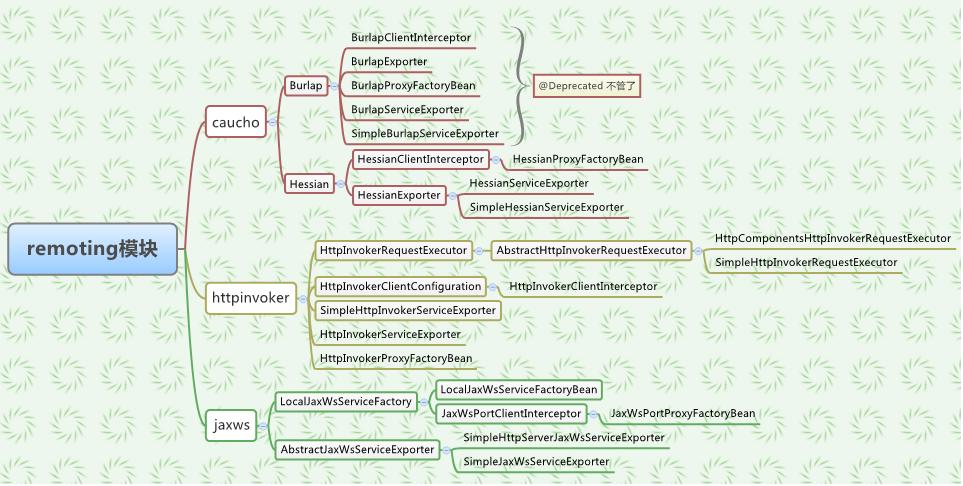 remoting模块
caucho
Burlap
BurlapClientInterceptor
BurlapExporter
BurlapProxyFactoryBean
BurlapServiceExporter
SimpleBurlapServiceExporter
@Deprecated 不管了
Hessian
HessianClientInterceptor
HessianProxyFactoryBean
HessianExporter
HessianServiceExporter
SimpleHessianServiceExporter
httpinvoker
HttpInvokerRequestExecutor
AbstractHttpInvokerRequestExecutor
HttpComponentsHttpInvokerRequestExecutor
SimpleHttpInvokerRequestExecutor
HttpInvokerClientConfiguration
HttpInvokerClientInterceptor
SimpleHttpInvokerServiceExporter
HttpInvokerServiceExporter
HttpInvokerProxyFactoryBean
jaxws
LocalJaxWsServiceFactory
LocalJaxWsServiceFactoryBean
JaxWsPortClientInterceptor
JaxWsPortProxyFactoryBean
AbstractJaxWsServiceExporter
SimpleHttpServerJaxWsServiceExporter
SimpleJaxWsServiceExporter